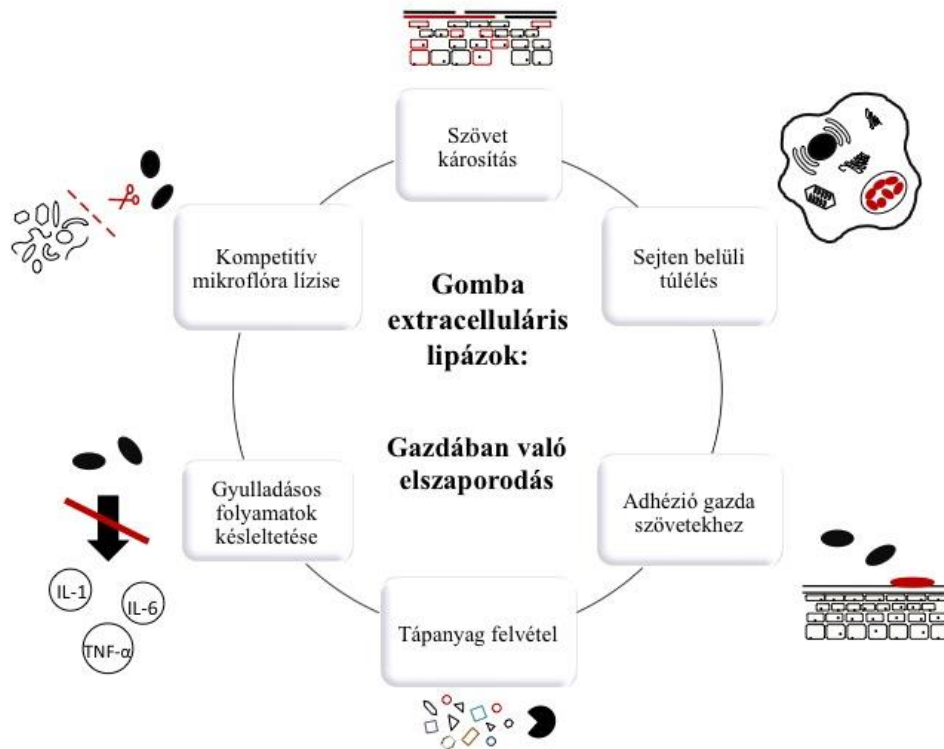 Szövet
károsítás
Sejten belüli
túlélés
Kompetitív
mikroflóra lízise
Gomba
extracelluláris
lipázok:
Gazdában való
elszaporodás
Adhézió gazda
szövetekhez
Gyulladásos
folyamatok
késleltetése
IL-1
IL-6
TNF-α
Tápanyag felvétel